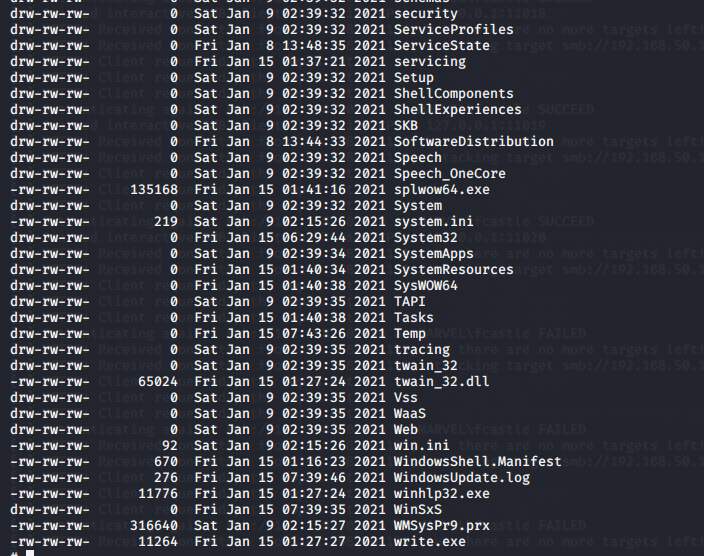 drw-rw-rw- 0 Sat Jan 9 02:39:32 2021 schemas
drw-rw-rw- 0 Sat Jan 9 02:39:32 2021 security
drw-rw-rw- 0 Sat Jan 9 02:39:32 2021 ServiceProfiles
drw-rw-rw- 0 Fri Jan 8 13:48:35 2021 ServiceState
drw-rw-rw- 0 Fri Jan 15 01:37:21 2021 servicing
drw-rw-rw- 0 Sat Jan 9 02:39:32 2021 Setup
drw-rw-rw- 0 Sat Jan 9 02:39:32 2021 ShellComponents
drw-rw-rw- 0 Sat Jan 9 02:39:32 2021 ShellExperiences
drw-rw-rw- 0 Sat Jan 9 02:39:32 2021 SKB
drw-rw-rw- 0 Fri Jan 8 13:44:33 2021 SoftwareDistribution
drw-rw-rw- 0 Sat Jan 9 02:39:32 2021 Speech
drw-rw-rw- 0 Sat Jan 9 02:39:32 2021 Speech_OneCore
-rw-rw-rw- 135168 Fri Jan 15 01:41:16 2021 splwow64.exe
drw-rw-rw- 0 Sat Jan 9 02:39:32 2021 System
-rw-rw-rw- 219 Sat Jan 9 02:15:26 2021 system.ini
drw-rw-rw- 0 Fri Jan 15 06:29:44 2021 System32
drw-rw-rw- 0 Sat Jan 9 02:39:34 2021 SystemApps
drw-rw-rw- 0 Fri Jan 15 01:40:34 2021 SystemResources
drw-rw-rw- 0 Fri Jan 15 01:40:38 2021 SysWOW64
drw-rw-rw- 0 Sat Jan 9 02:39:35 2021 TAPI
drw-rw-rw- 0 Fri Jan 15 01:40:38 2021 Tasks
drw-rw-rw- 0 Fri Jan 15 07:43:26 2021 Temp
drw-rw-rw- 0 Sat Jan 9 02:39:35 2021 tracing
drw-rw-rw- 0 Sat Jan 9 02:39:35 2021 twain_32
-rw-rw-rw- 65024 Fri Jan 15 01:27:24 2021 twain_32.dll
drw-rw-rw- 0 Sat Jan 9 02:39:35 2021 Vss
drw-rw-rw- 0 Sat Jan 9 02:39:35 2021 WaaS
drw-rw-rw- 0 Sat Jan 9 02:39:35 2021 Web
-rw-rw-rw- 92 Sat Jan 9 02:15:26 2021 win.ini
-rw-rw-rw- 670 Fri Jan 15 01:16:23 2021 WindowsShell.Manifest
-rw-rw-rw- 276 Fri Jan 15 07:39:46 2021 WindowsUpdate.log
-rw-rw-rw- 11776 Fri Jan 15 01:27:24 2021 winhlp32.exe
drw-rw-rw- 0 Fri Jan 15 07:39:35 2021 WinSxS
-rw-rw-rw- 316640 Sat Jan 9 02:15:27 2021 WMSysPr9.prx
-rw-rw-rw- 11264 Fri Jan 15 01:27:27 2021 write.exe
#